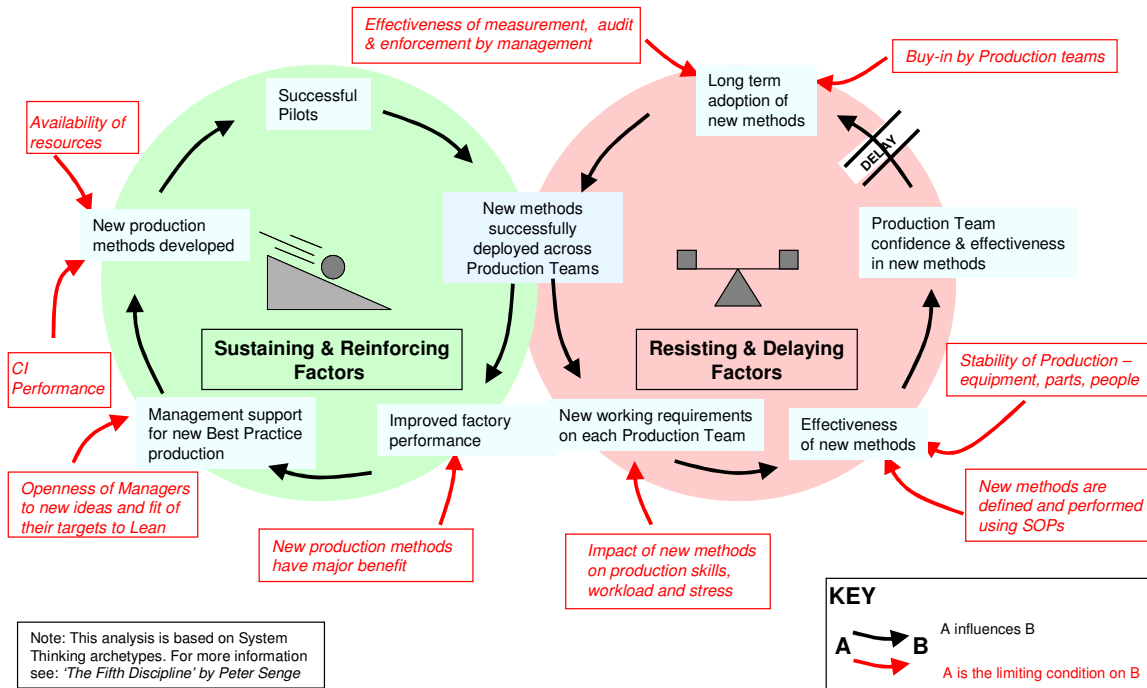 Effectiveness of measurement, audit
& enforcement by management
Buy-in by Production teams
Availability of
resources
Successful
Pilots
Long term
adoption of
new methods
DELAY
New production
methods developed
New methods
successfully
deployed across
Production Teams
Production Team
confidence & effectiveness
in new methods
CI
Performance
Sustaining & Reinforcing
Factors
Resisting & Delaying
Factors
Stability of Production –
equipment, parts, people
Management support
for new Best Practice
production
Improved factory
performance
New working requirements
on each Production Team
Effectiveness
of new methods
Openness of Managers
to new ideas and fit of
their targets to Lean
New production methods
have major benefit
Impact of new methods
on production skills,
workload and stress
New methods are
defined and performed
using SOPs
Note: This analysis is based on System
Thinking archetypes. For more information
see: ‘The Fifth Discipline’ by Peter Senge
KEY
A B
A influences B
A is the limiting condition on B